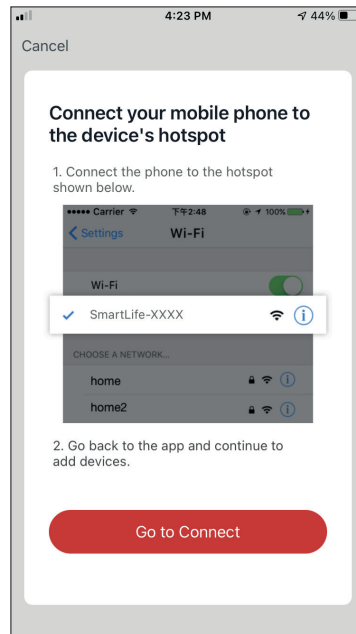 4:23 PM 44%
Cancel
Connect your mobile phone to
the device's hotspot
1. Connect the phone to the hotspot
shown below.
Carrier 下午2:48 100%
Settings Wi-Fi
Wi-Fi
SmartLife-XXXX
CHOOSE A NETWORK...
home
home2
2. Go back to the app and continue to
add devices.
Go to Connect